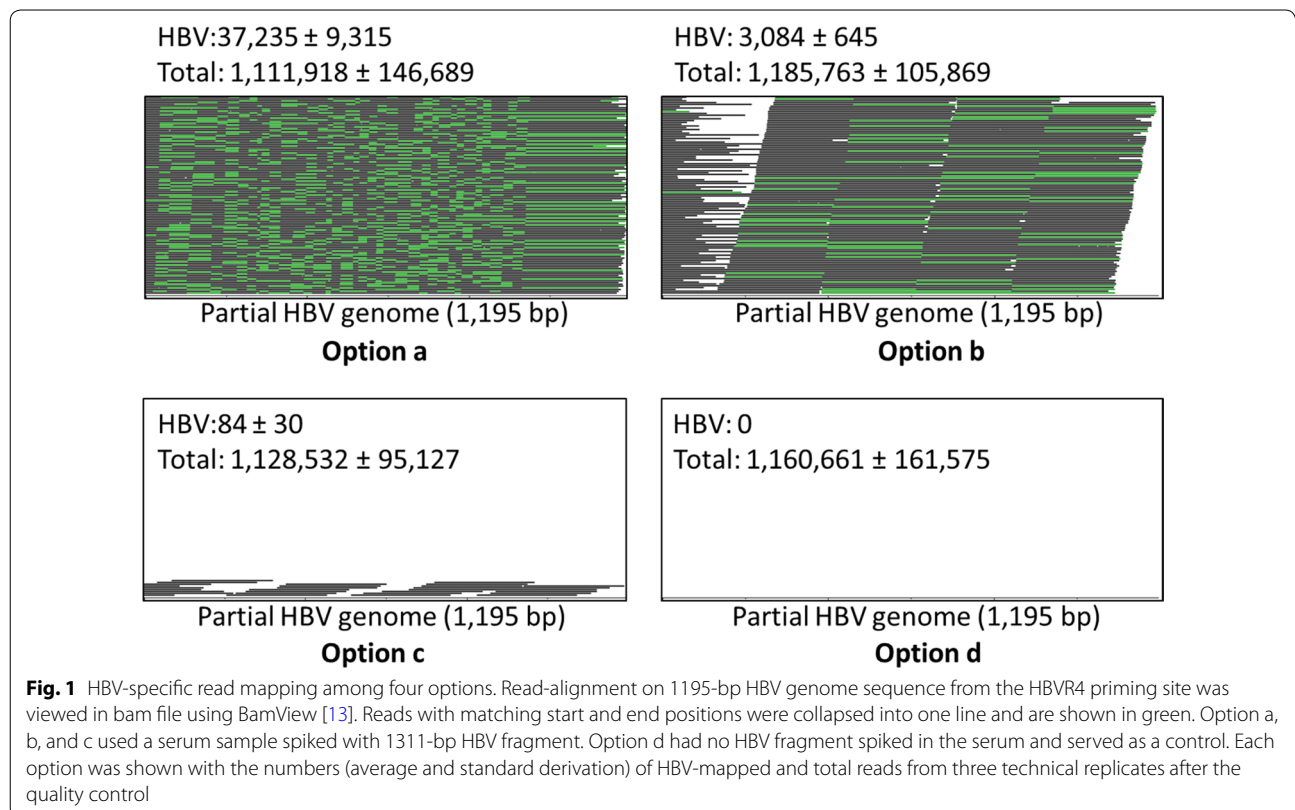 HBV:37,235 ± 9,315
Total: 1,111,918 ± 146,689
Partial HBV genome (1,195 bp)
Option a
HBV: 3,084 ± 645
Total: 1,185,763 ± 105,869
Partial HBV genome (1,195 bp)
Option b
HBV:84 ± 30
Total: 1,128,532 ± 95,127
Partial HBV genome (1,195 bp)
Option c
HBV: 0
Total: 1,160,661 ± 161,575
Partial HBV genome (1,195 bp)
Option d
Fig. 1 HBV-specific read mapping among four options. Read-alignment on 1195-bp HBV genome sequence from the HBVR4 priming site was
viewed in bam file using BamView [13]. Reads with matching start and end positions were collapsed into one line and are shown in green. Option a,
b, and c used a serum sample spiked with 1311-bp HBV fragment. Option d had no HBV fragment spiked in the serum and served as a control. Each
option was shown with the numbers (average and standard derivation) of HBV-mapped and total reads from three technical replicates after the
quality control